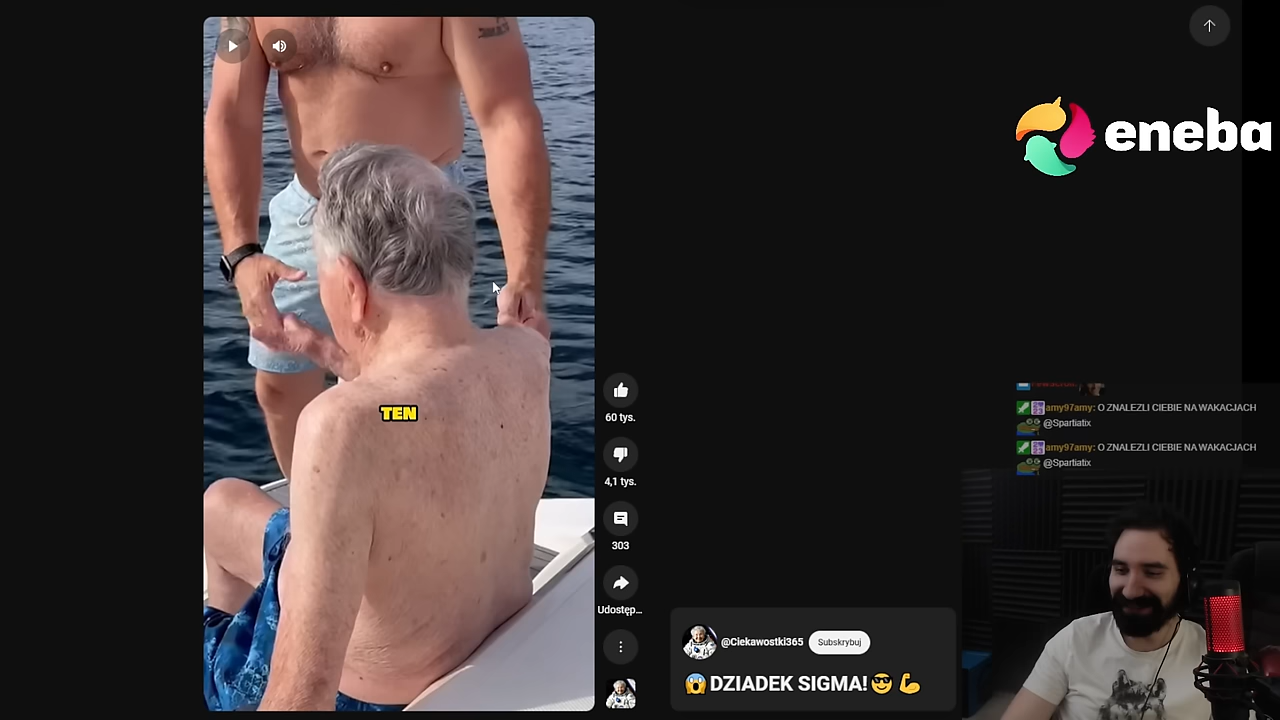 TEN
60 tys.
4,1 tys.
303
Udostęp...
@Ciekawostki365
Subskrybuj
😱DZIADEK SIGMA!😎💪
eneba
amy97amy: O ZNALEZLI CIEBIE NA WAKACJACH
@Spartiatix
amy97amy: O ZNALEZLI CIEBIE NA WAKACJACH
@Spartiatix